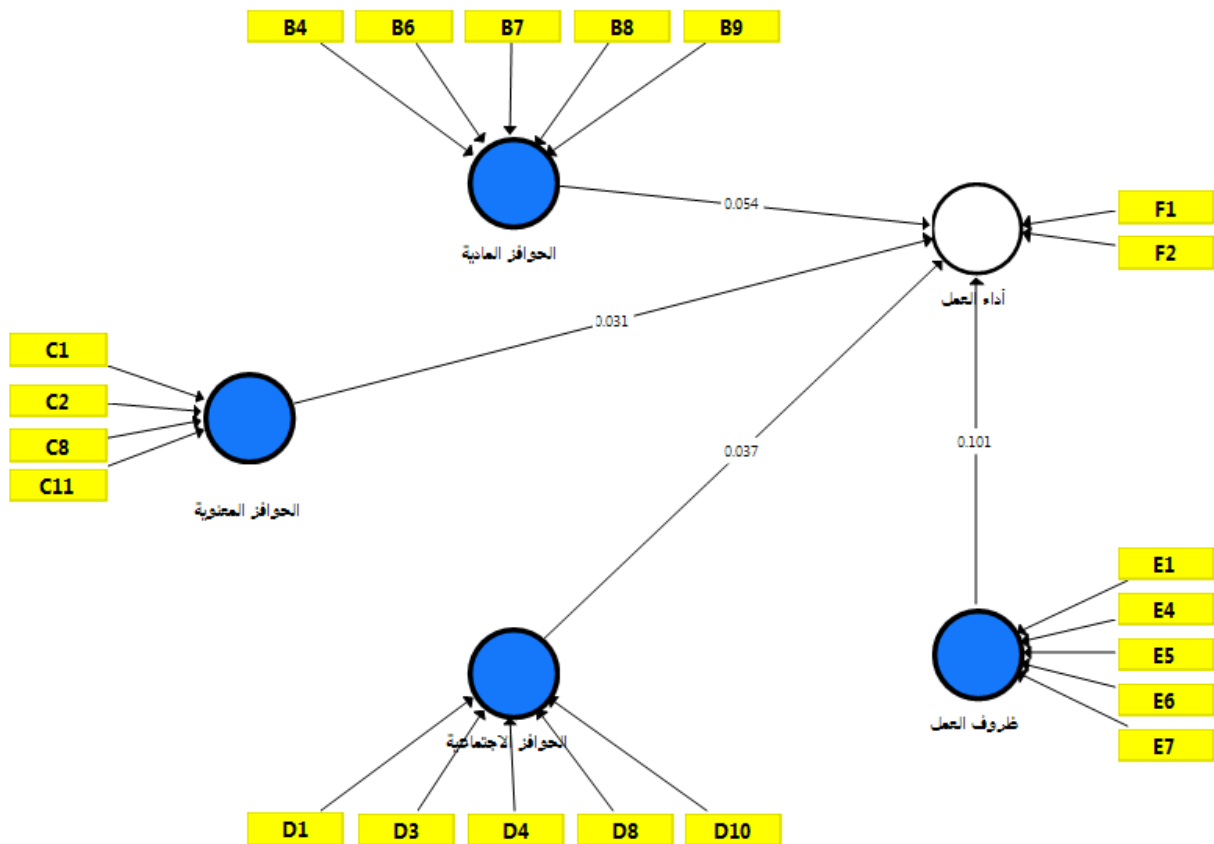 B4
B6
B7
B8
B9
الحوافز المادية
0.054
F1
F2
أداء العمل
0.031
C1
C2
C8
C11
الحوافز المعنوية
0.037
0.101
E1
E4
E5
E6
E7
ظروف العمل
الحوافز الاجتماعية
D1
D3
D4
D8
D10